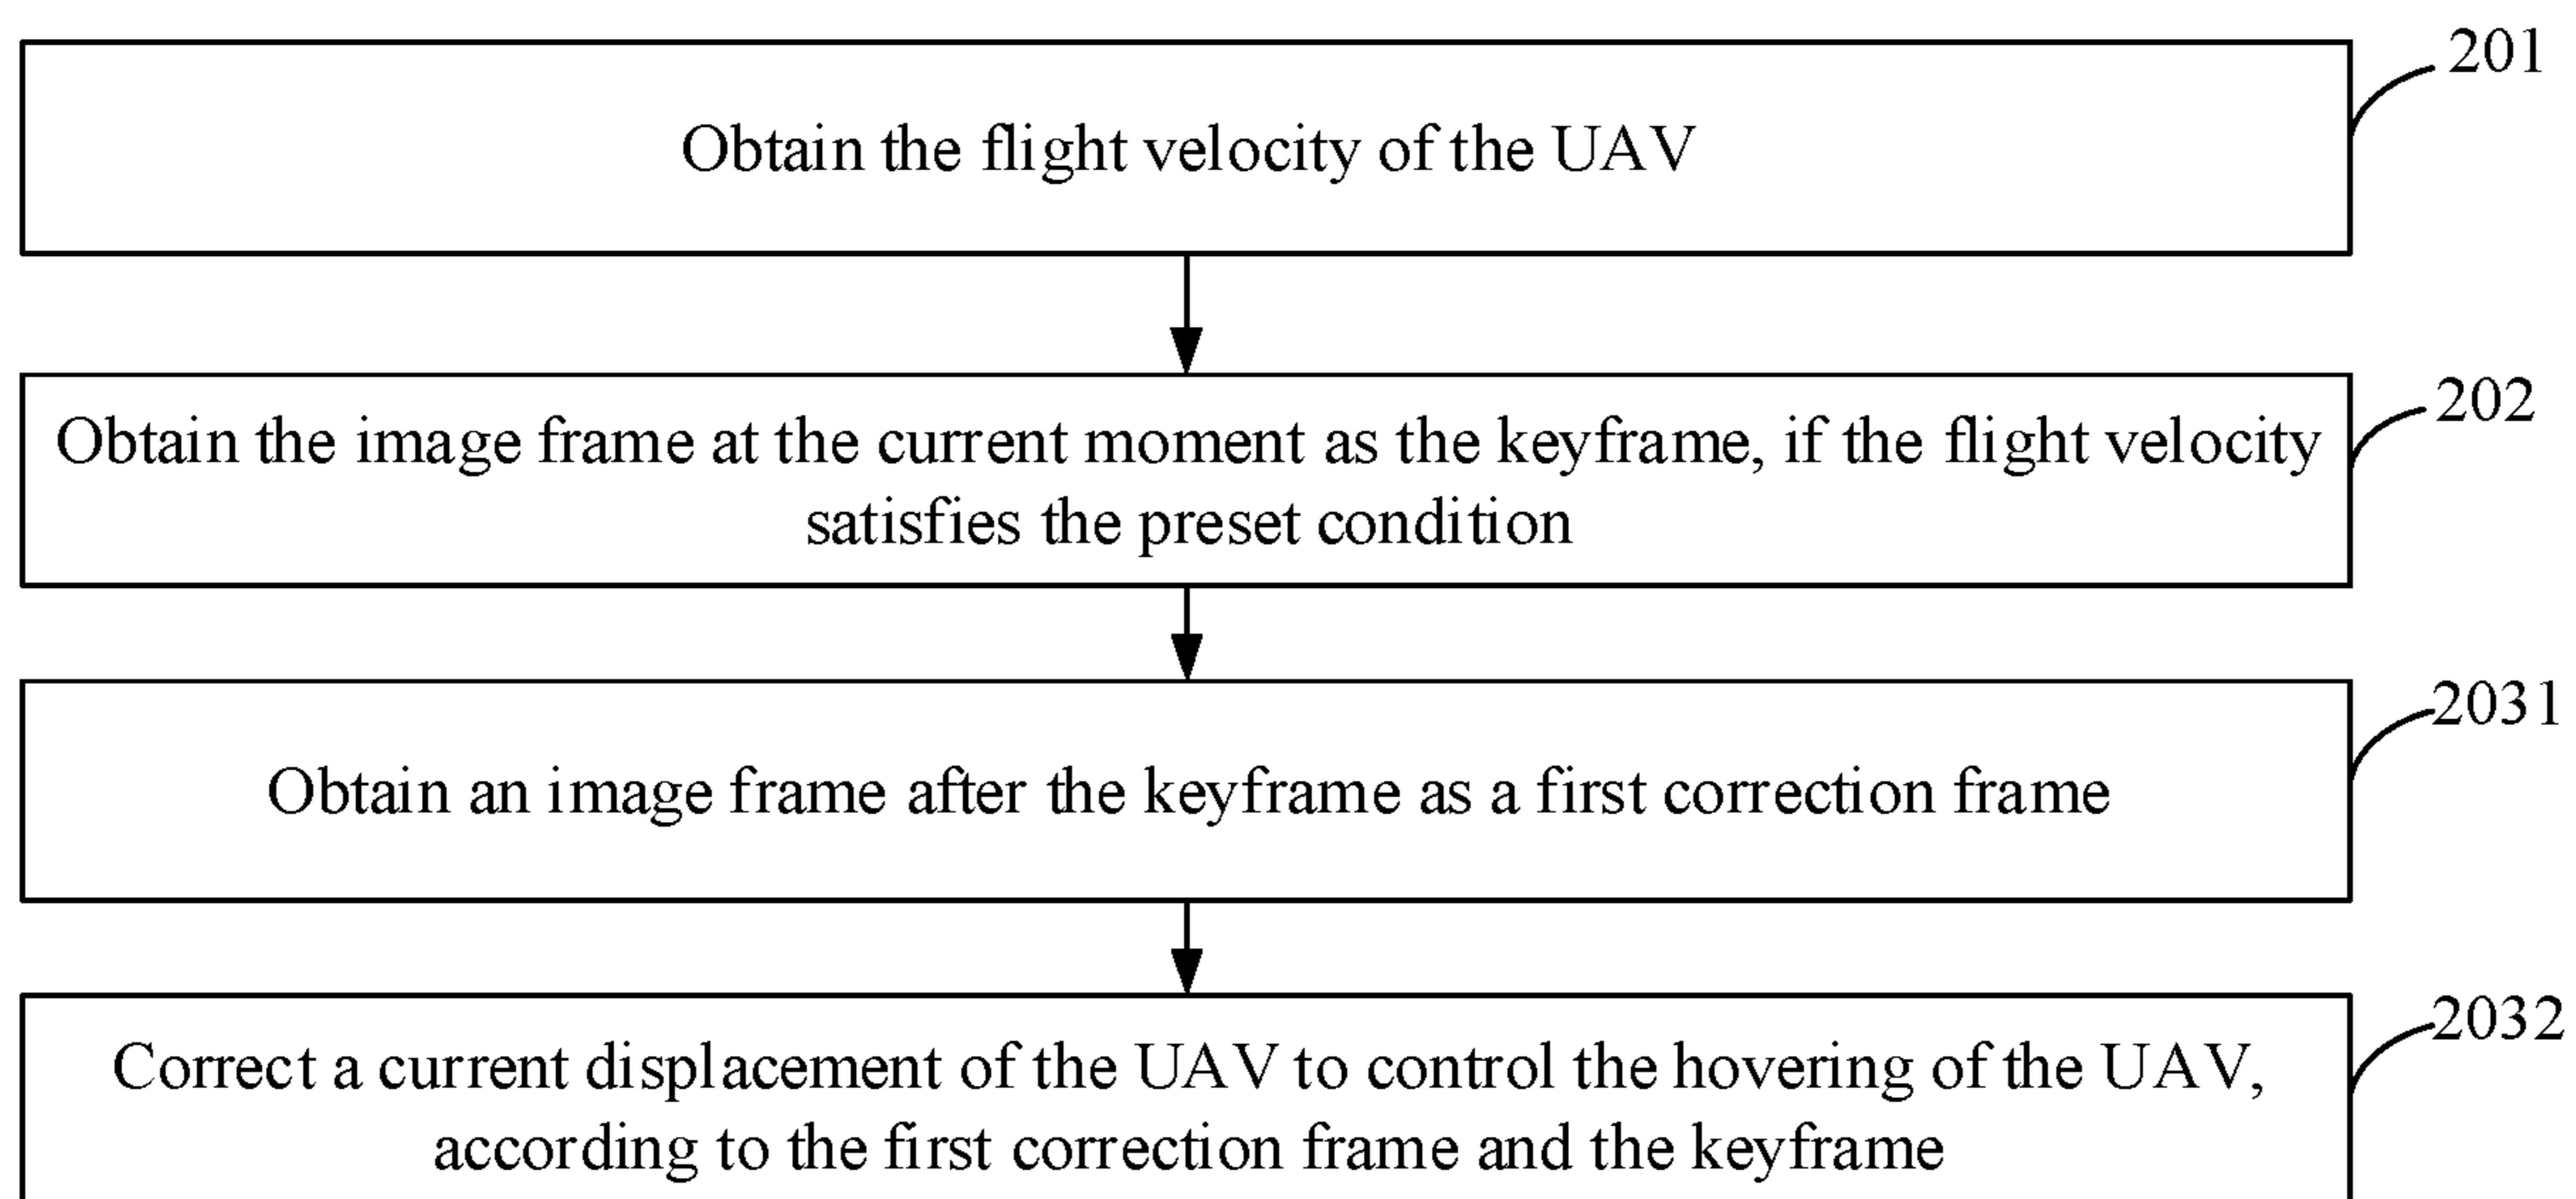 201
Obtain the flight velocity of the UAV
202
Obtain the image frame at the current moment as the keyframe, if the flight velocity
satisfies the preset condition
2031
Obtain an image frame after the keyframe as a first correction frame
2032
Correct a current displacement of the UAV to control the hovering of the UAV,
according to the first correction frame and the keyframe